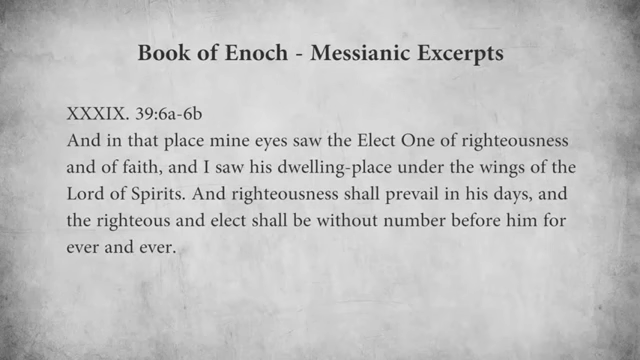 Book of Enoch - Messianic Excerpts
XXXIX. 39:6a-6b
And in that place mine eyes saw the Elect One of righteousness
and of faith, and I saw his dwelling-place under the wings of the
Lord of Spirits. And righteousness shall prevail in his days, and
the righteous and elect shall be without number before him for
ever and ever.